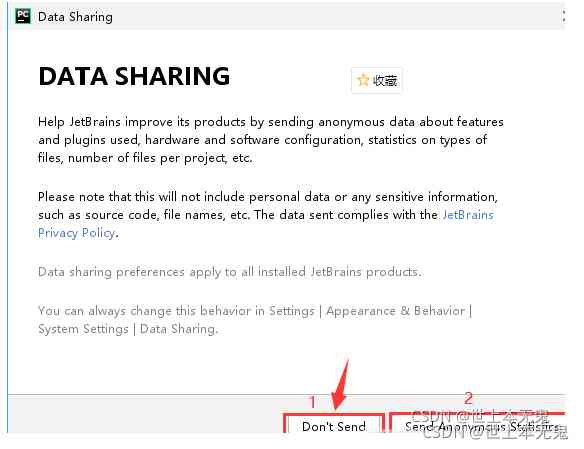 PC Data Sharing
DATA SHARING
收藏
Help JetBrains improve its products by sending anonymous data about features
and plugins used, hardware and software configuration, statistics on types of
files, number of files per project, etc.
Please note that this will not include personal data or any sensitive information,
such as source code, file names, etc. The data sent complies with the JetBrains
Privacy Policy.
Data sharing preferences apply to all installed JetBrains products.
You can always change this behavior in Settings | Appearance & Behavior |
System Settings | Data Sharing.
1
2
Don't Send
Send Anonymous Statistics
CSDN @世上本无鬼
CSDN @世上本无鬼